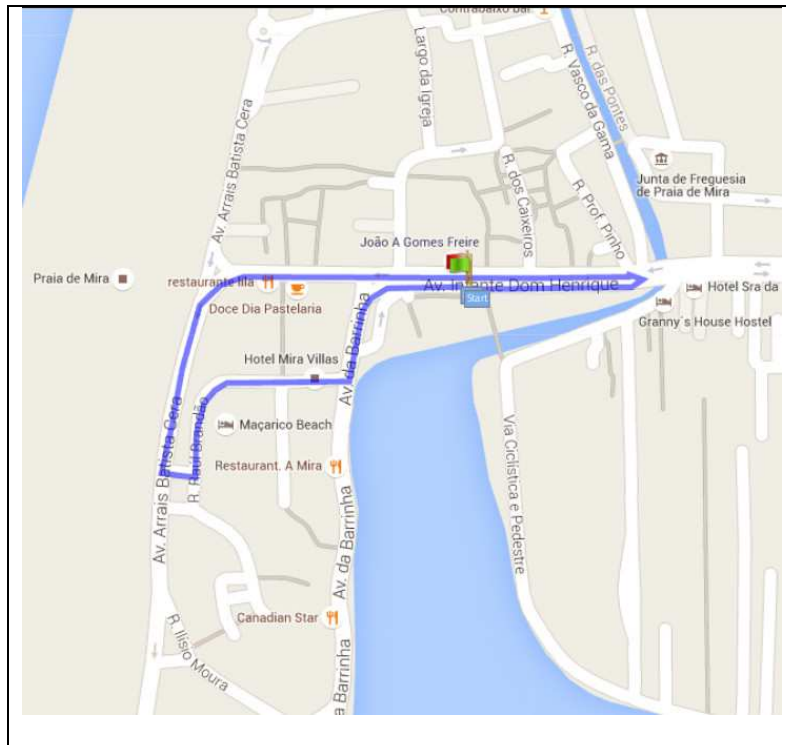 Contrabaixo bar
Largo da Igreja
R. Vasco da Gama
R. das Pontes
Av. Arrais Batista Cera
R. dos Caixeiros
R. Prof. Pinho
Junta de Freguesia
de Praia de Mira
João A Gomes Freire
Praia de Mira
restaurante lila
Doce Dia Pastelaria
Av. Infante Dom Henrique
Start
Hotel Sra da
Granny´s House Hostel
Av. da Barrinha
Hotel Mira Villas
Maçarico Beach
R. Raúl Brandão
Av. Arrais Batista Cera
Restaurant. A Mira
Via Ciclística e Pedestre
Av. da Barrinha
Canadian Star
R. Ilísio Moura
a Barrinha